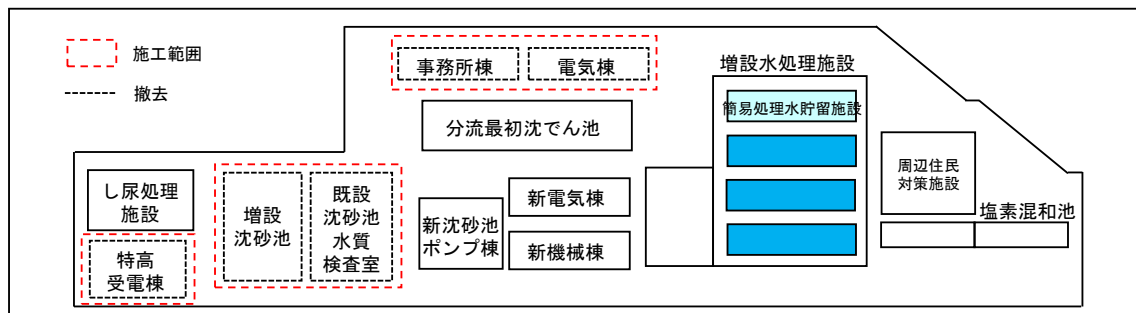 施工範囲
撤去
事務所棟
電気棟
分流最初沈でん池
増設水処理施設
簡易処理水貯留施設
周辺住民
対策施設
塩素混和池
し尿処理
施設
特高
受電棟
増設
沈砂池
既設
沈砂池
水質
検査室
新沈砂池
ポンプ棟
新電気棟
新機械棟